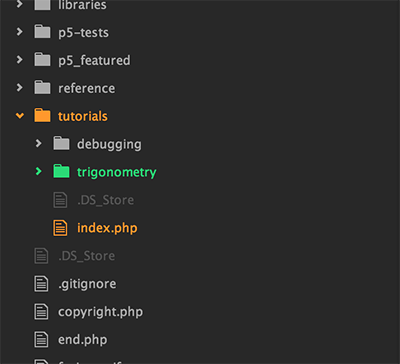 libraries
p5-tests
p5_featured
reference
tutorials
debugging
trigonometry
.DS_Store
index.php
.DS_Store
.gitignore
copyright.php
end.php